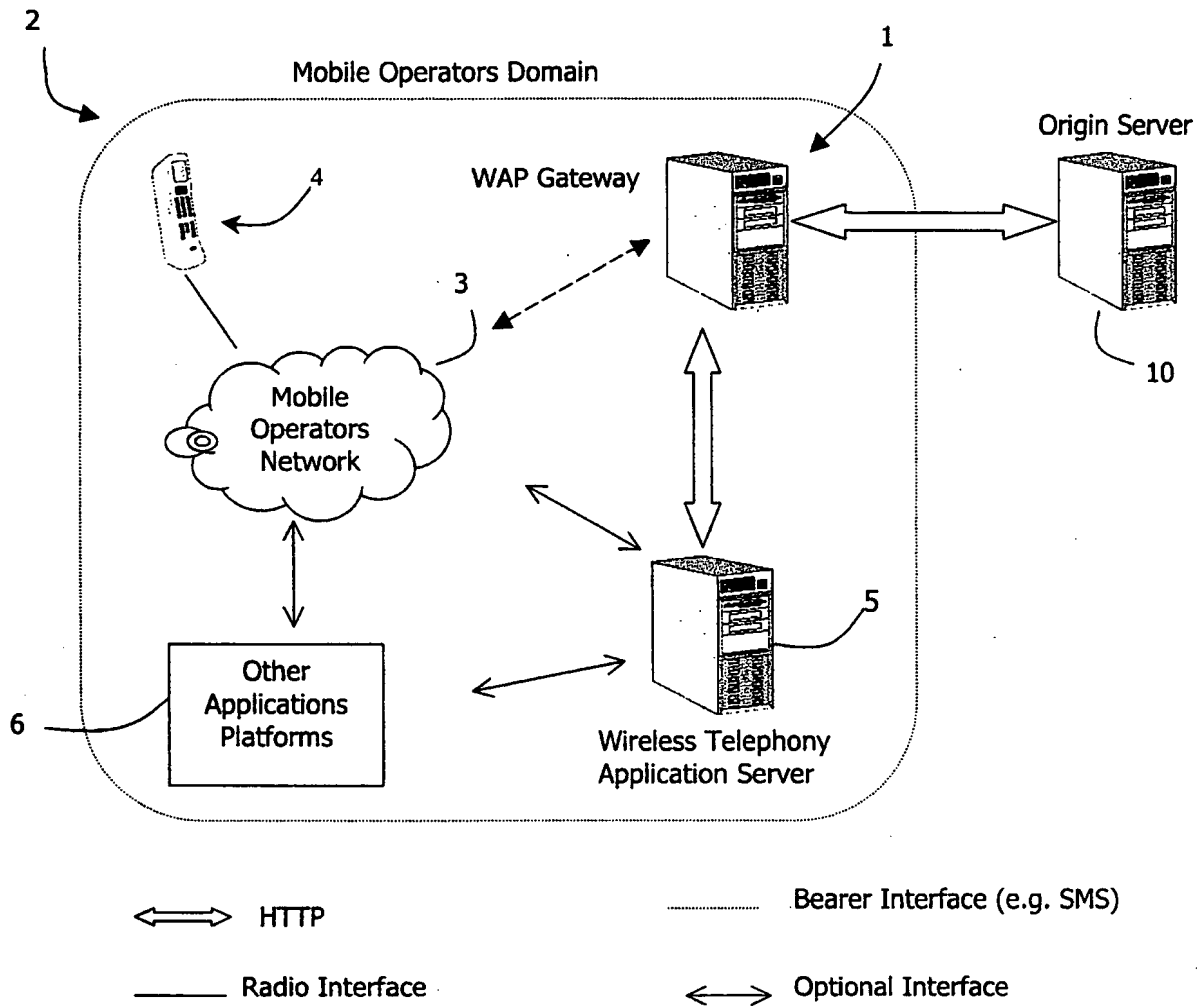 2
1
Mobile Operators Domain
Origin Server
WAP Gateway
4
3
10
Mobile
Operators
Network
5
Other
Applications
Platforms
6
Wireless Telephony
Application Server
HTTP
Bearer Interface (e.g. SMS)
Radio Interface
Optional Interface